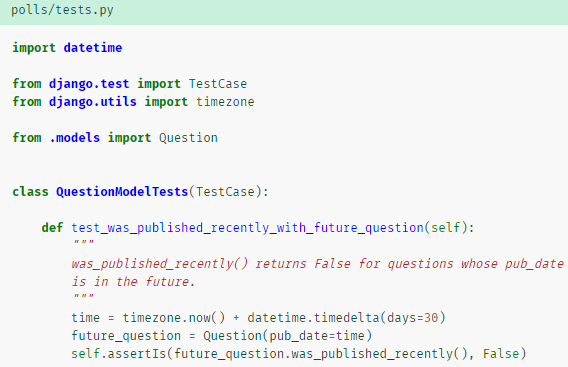 polls/tests.py
import datetime
from django.test import TestCase
from django.utils import timezone
from .models import Question
class QuestionModelTests(TestCase):
def test_was_published_recently_with_future_question(self):
"""
was_published_recently() returns False for questions whose pub_date
is in the future.
"""
time = timezone.now() + datetime.timedelta(days=30)
future_question = Question(pub_date=time)
self.assertIs(future_question.was_published_recently(), False)